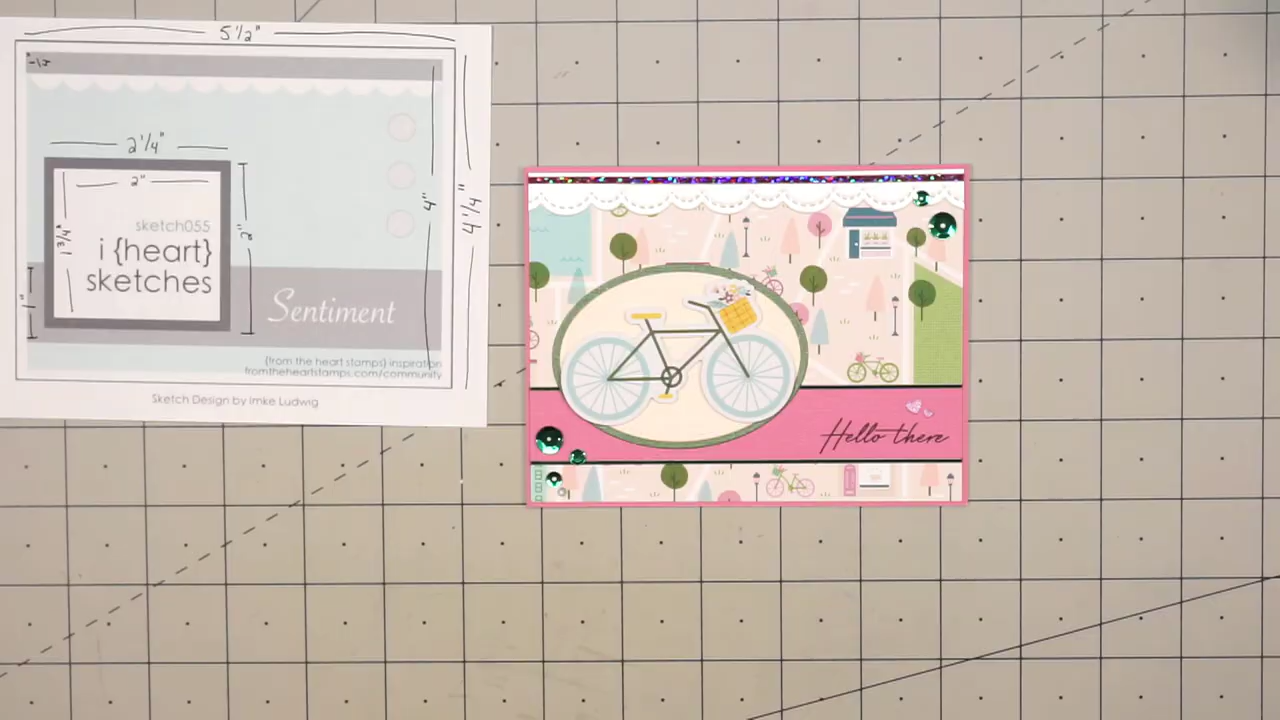 5 1/2"
2 1/4"
2"
sketch055
i {heart}
sketches
1 3/4"
2"
4"
4 1/4"
1"
Sentiment
{from the heart stamps} inspiration
fromtheheartstamps.com/community
Sketch Design by Imke Ludwig
Hello there